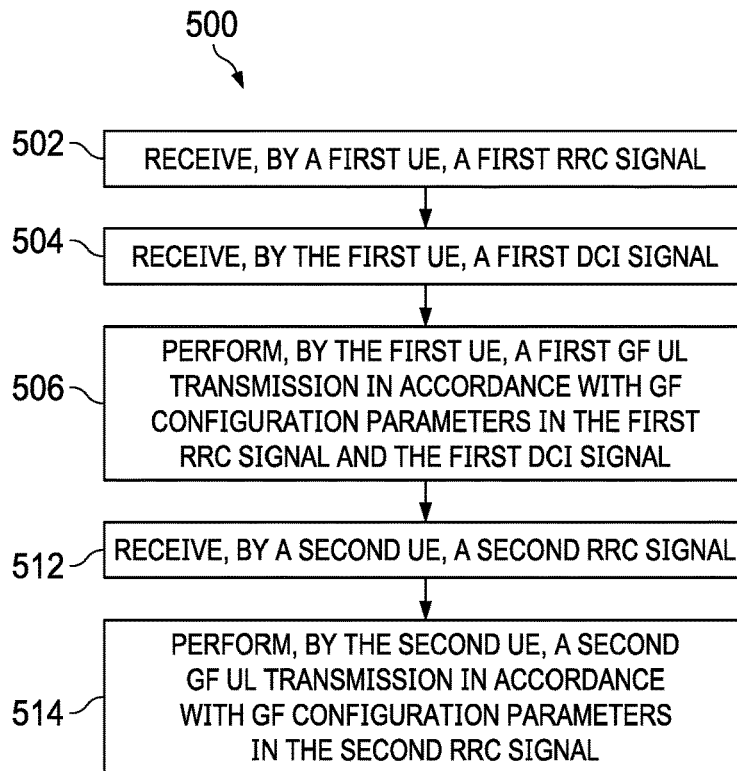 500
502
RECEIVE, BY A FIRST UE, A FIRST RRC SIGNAL
504
RECEIVE, BY THE FIRST UE, A FIRST DCI SIGNAL
506
PERFORM, BY THE FIRST UE, A FIRST GF UL
TRANSMISSION IN ACCORDANCE WITH GF
CONFIGURATION PARAMETERS IN THE FIRST
RRC SIGNAL AND THE FIRST DCI SIGNAL
512
RECEIVE, BY A SECOND UE, A SECOND RRC SIGNAL
514
PERFORM, BY THE SECOND UE, A SECOND
GF UL TRANSMISSION IN ACCORDANCE
WITH GF CONFIGURATION PARAMETERS
IN THE SECOND RRC SIGNAL